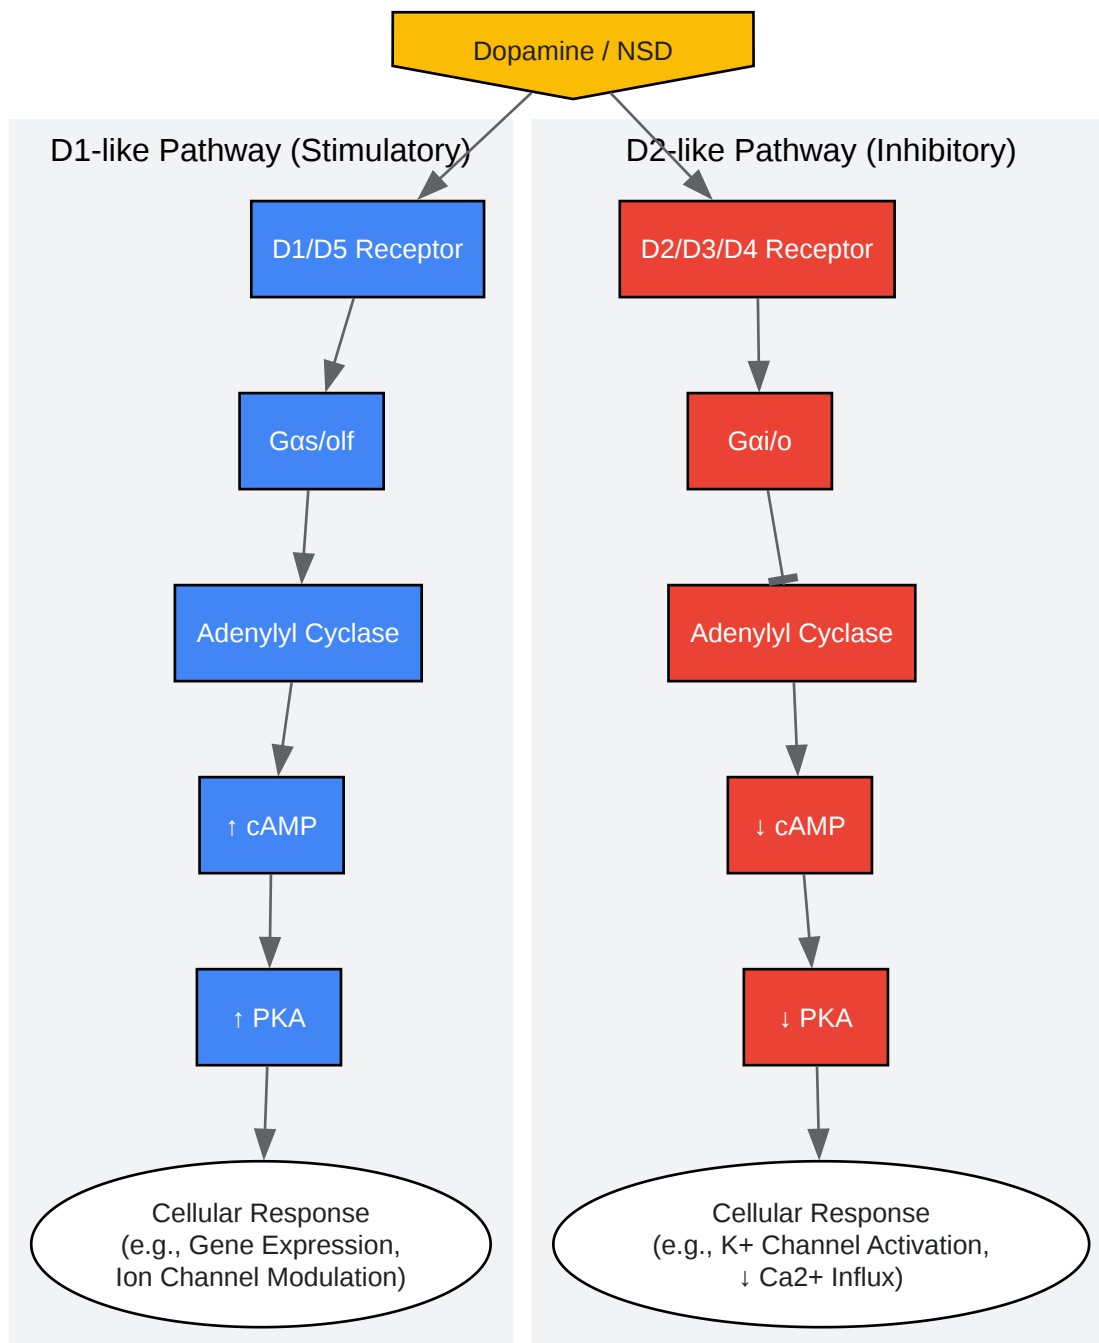 Dopamine / NSD
D1-like Pathway (Stimulatory)
D1/D5 Receptor
Gαs/olf
Adenylyl Cyclase
↑ cAMP
↑ PKA
Cellular Response
(e.g., Gene Expression,
Ion Channel Modulation)
D2-like Pathway (Inhibitory)
D2/D3/D4 Receptor
Gαi/o
Adenylyl Cyclase
↓ cAMP
↓ PKA
Cellular Response
(e.g., K+ Channel Activation,
↓ Ca2+ Influx)